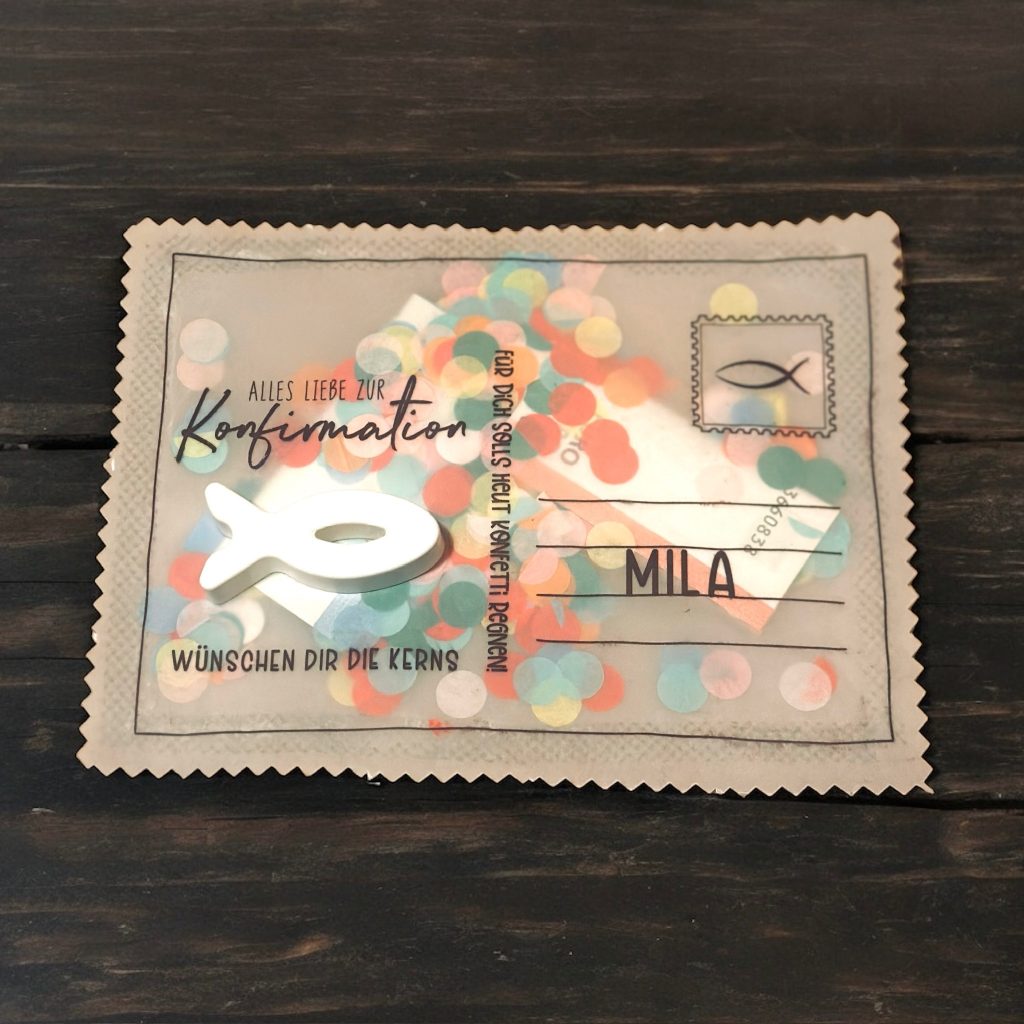 ALLES LIEBE ZUR
Konfirmation
WÜNSCHEN DIR DIE KERNS
FÜR DICH SOLLS HEUT KONFETTI REGNEN!
MILA